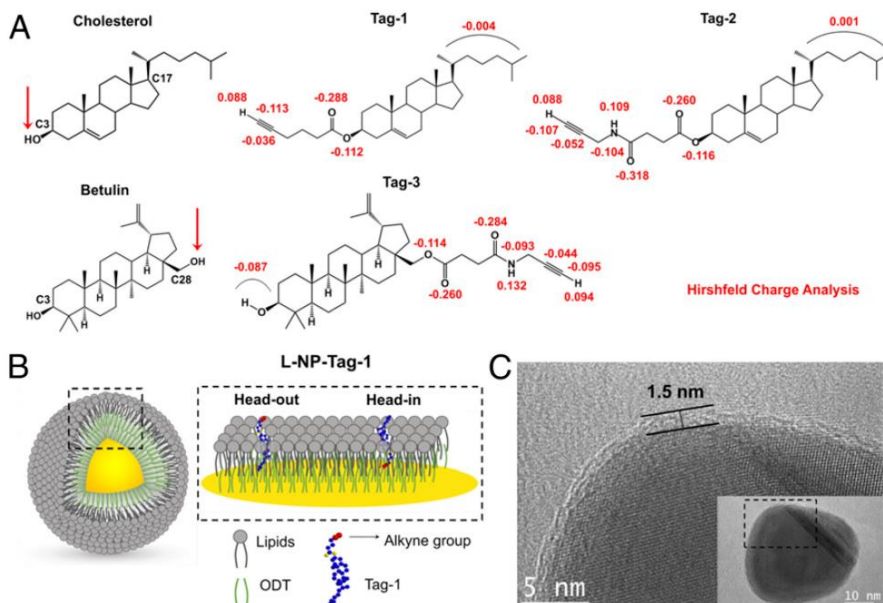 A
Cholesterol
C17
C3
HO
Tag-1
-0.004
0.088
-0.113
-0.288
H
O
-0.036
O
-0.112
Tag-2
0.001
0.088
0.109
-0.260
H
H
N
O
-0.107
-0.052
-0.104
O
O
-0.116
-0.318
Betulin
H
OH
C28
C3
H
HO
H
Tag-3
-0.284
-0.114
O
-0.093
-0.044
H
O
N
H
-0.095
-0.087
O
H
-0.260
0.132
0.094
H
H
O
H
Hirshfeld Charge Analysis
B
L-NP-Tag-1
Head-out
Head-in
Lipids
Alkyne group
ODT
Tag-1
C
1.5 nm
5 nm
10 nm